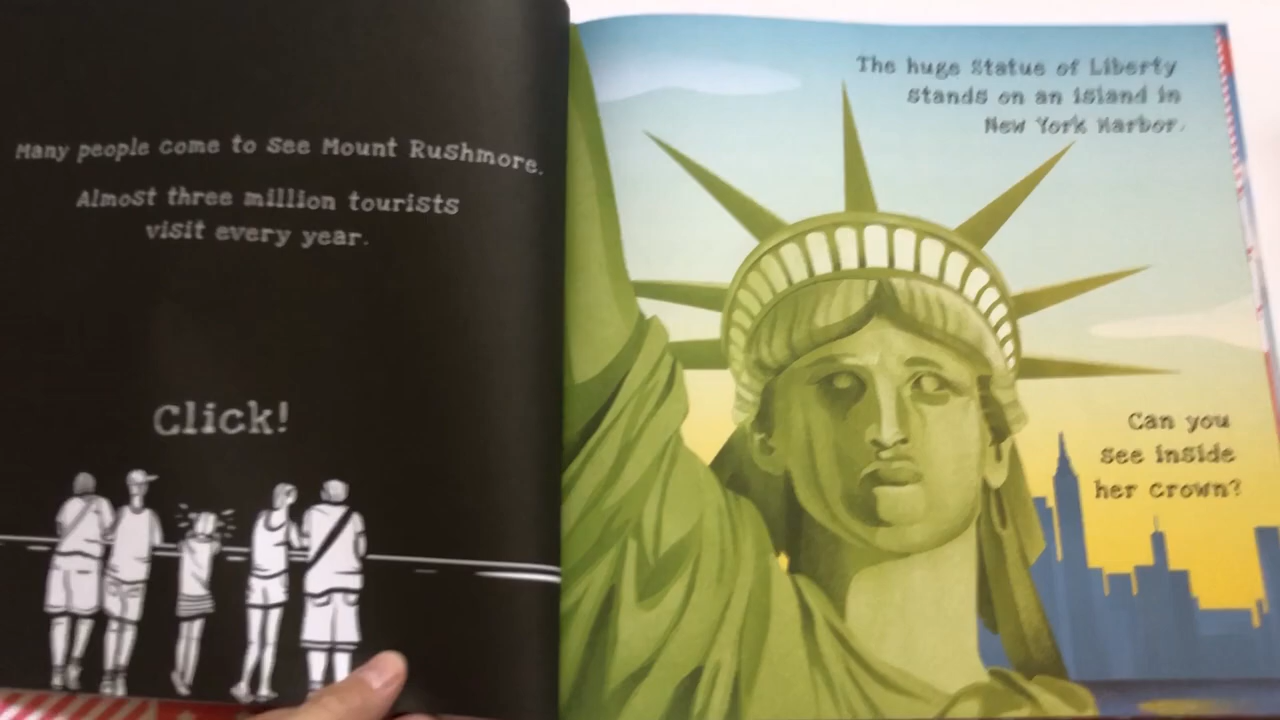 Many people come to see Mount Rushmore.
Almost three million tourists
visit every year.
Click!
The huge Statue of Liberty
stands on an island in
New York Harbor.
Can you
see inside
her crown?